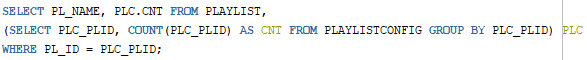 SELECT PL_NAME, PLC.CNT FROM PLAYLIST,
(SELECT PLC_PLID, COUNT(PLC_PLID) AS CNT FROM PLAYLISTCONFIG GROUP BY PLC_PLID) PLC
WHERE PL_ID = PLC_PLID;